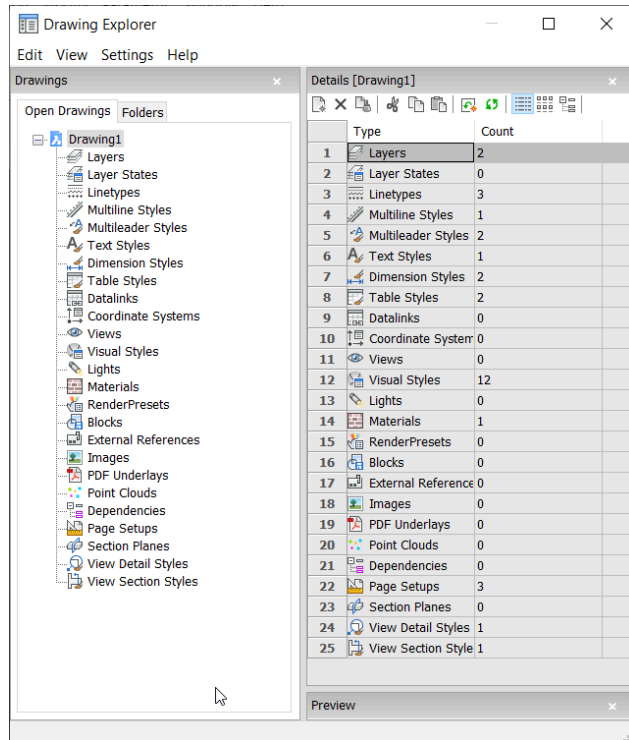 Drawing Explorer
Edit View Settings Help
Drawings
Open Drawings Folders
Drawing1
Layers
Layer States
Linetypes
Multiline Styles
Multileader Styles
Text Styles
Dimension Styles
Table Styles
Datalinks
Coordinate Systems
Views
Visual Styles
Lights
Materials
RenderPresets
Blocks
External References
Images
PDF Underlays
Point Clouds
Dependencies
Page Setups
Section Planes
View Detail Styles
View Section Styles
Details [Drawing1]
Type Count
1 Layers 2
2 Layer States 0
3 Linetypes 3
4 Multiline Styles 1
5 Multileader Styles 2
6 Text Styles 1
7 Dimension Styles 2
8 Table Styles 2
9 Datalinks 0
10 Coordinate System 0
11 Views 0
12 Visual Styles 12
13 Lights 0
14 Materials 1
15 RenderPresets 0
16 Blocks 0
17 External Reference 0
18 Images 0
19 PDF Underlays 0
20 Point Clouds 0
21 Dependencies 0
22 Page Setups 3
23 Section Planes 0
24 View Detail Styles 1
25 View Section Style 1
Preview